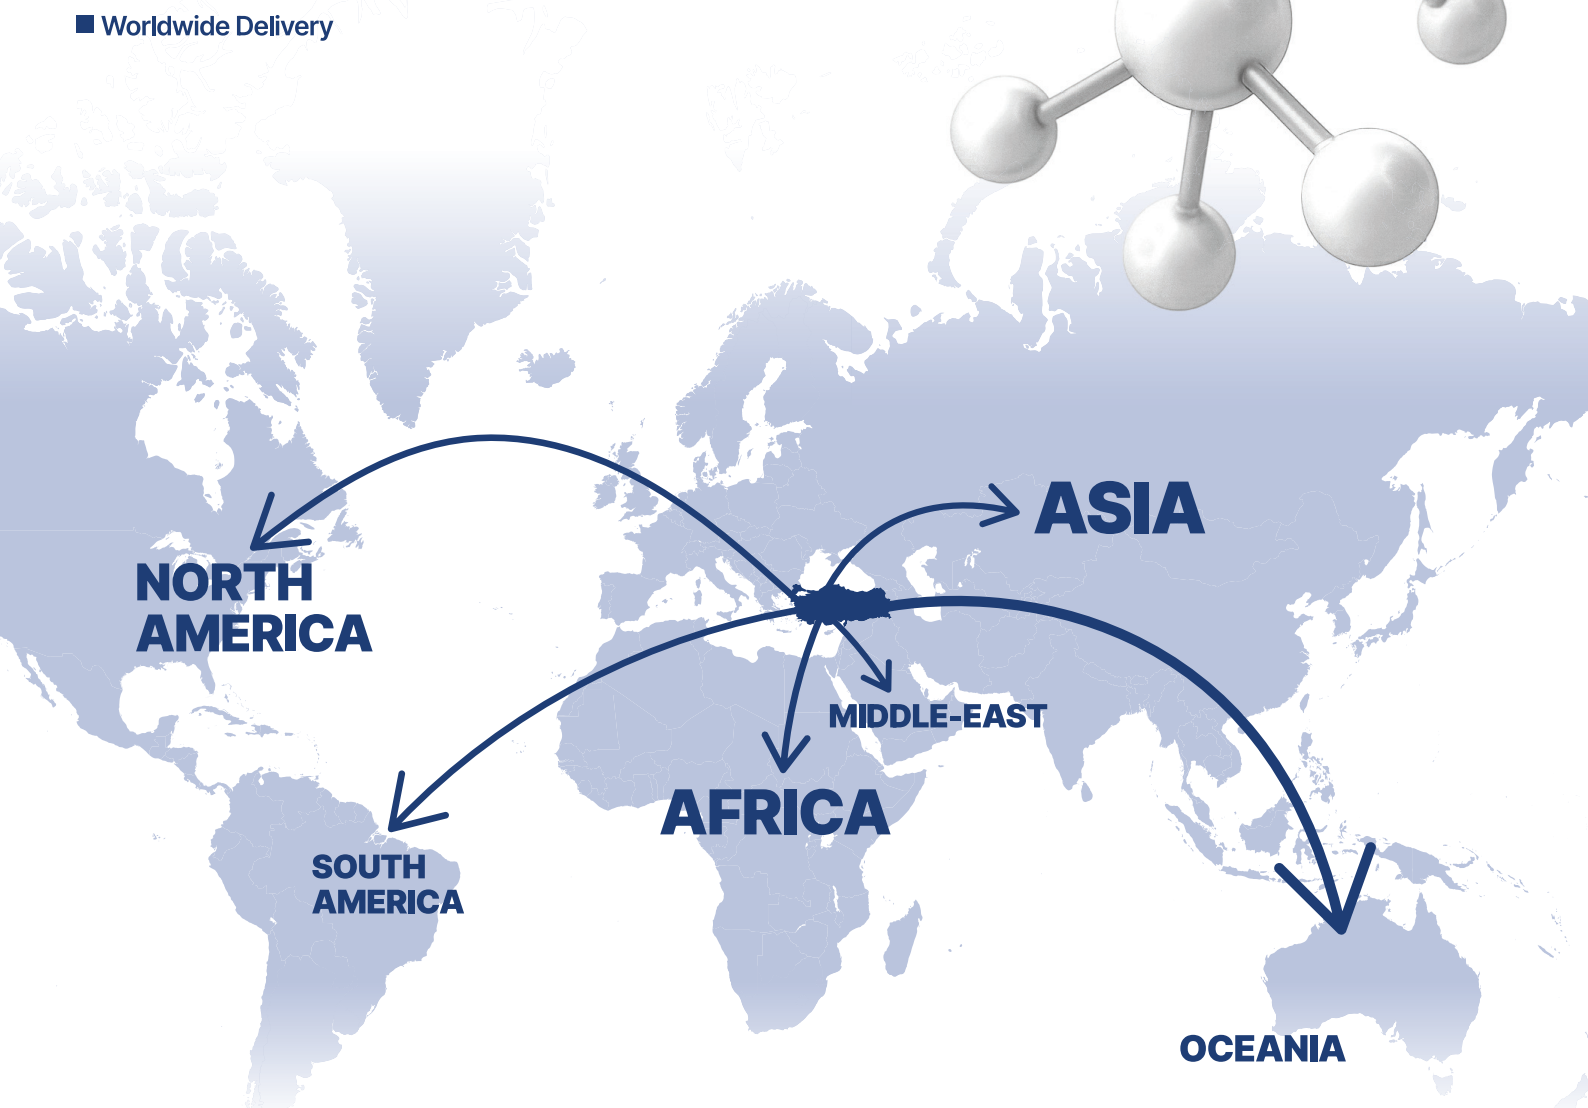 Worldwide Delivery
ASIA
NORTH
AMERICA
MIDDLE-EAST
AFRICA
SOUTH
AMERICA
OCEANIA